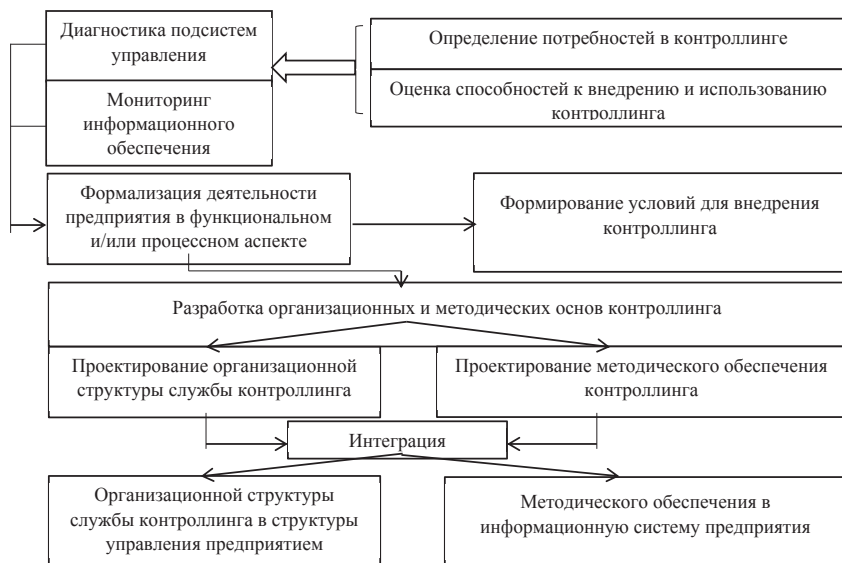 Диагностика подсистем
управления
Определение потребностей в контроллинге
Мониторинг
информационного
обеспечения
Оценка способностей к внедрению и использованию
контроллинга
Формализация деятельности
предприятия в функциональном
и/или процессном аспекте
Формирование условий для внедрения
контроллинга
Разработка организационных и методических основ контроллинга
Проектирование организационной
структуры службы контроллинга
Проектирование методического обеспечения
контроллинга
Интеграция
Организационной структуры
службы контроллинга в структуры
управления предприятием
Методического обеспечения в
информационную систему предприятия